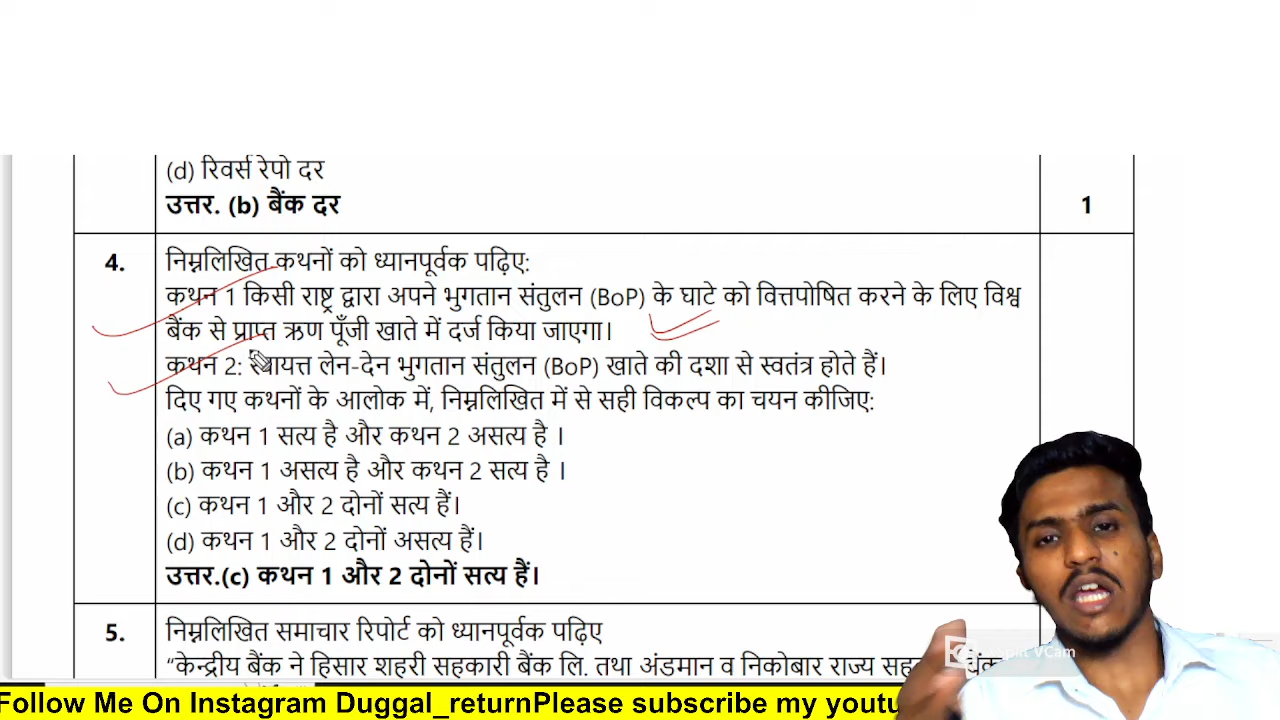 (d) रिवर्स रेपो दर
उत्तर. (b) बैंक दर
1
4.
निम्नलिखित कथनों को ध्यानपूर्वक पढ़िए:
कथन 1 किसी राष्ट्र द्वारा अपने भुगतान संतुलन (BoP) के घाटे को वित्तपोषित करने के लिए विश्व
बैंक से प्राप्त ऋण पूँजी खाते में दर्ज किया जाएगा।
कथन 2: स्वायत्त लेन-देन भुगतान संतुलन (BoP) खाते की दशा से स्वतंत्र होते हैं।
दिए गए कथनों के आलोक में, निम्नलिखित में से सही विकल्प का चयन कीजिए:
(a) कथन 1 सत्य है और कथन 2 असत्य है ।
(b) कथन 1 असत्य है और कथन 2 सत्य है ।
(c) कथन 1 और 2 दोनों सत्य हैं।
(d) कथन 1 और 2 दोनों असत्य हैं।
उत्तर.(c) कथन 1 और 2 दोनों सत्य हैं।
5.
निम्नलिखित समाचार रिपोर्ट को ध्यानपूर्वक पढ़िए
“केन्द्रीय बैंक ने हिसार शहरी सहकारी बैंक लि. तथा अंडमान व निकोबार राज्य
VCam
Follow Me On Instagram Duggal_returnPlease subscribe my